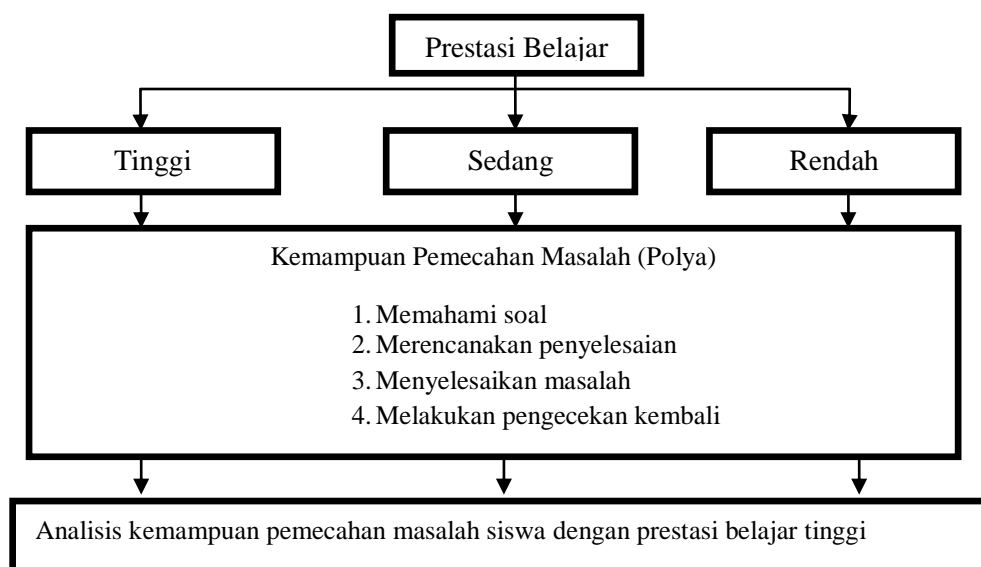 Prestasi Belajar
Tinggi
Sedang
Rendah
Kemampuan Pemecahan Masalah (Polya)
1. Memahami soal
2. Merencanakan penyelesaian
3. Menyelesaikan masalah
4. Melakukan pengecekan kembali
Analisis kemampuan pemecahan masalah siswa dengan prestasi belajar tinggi